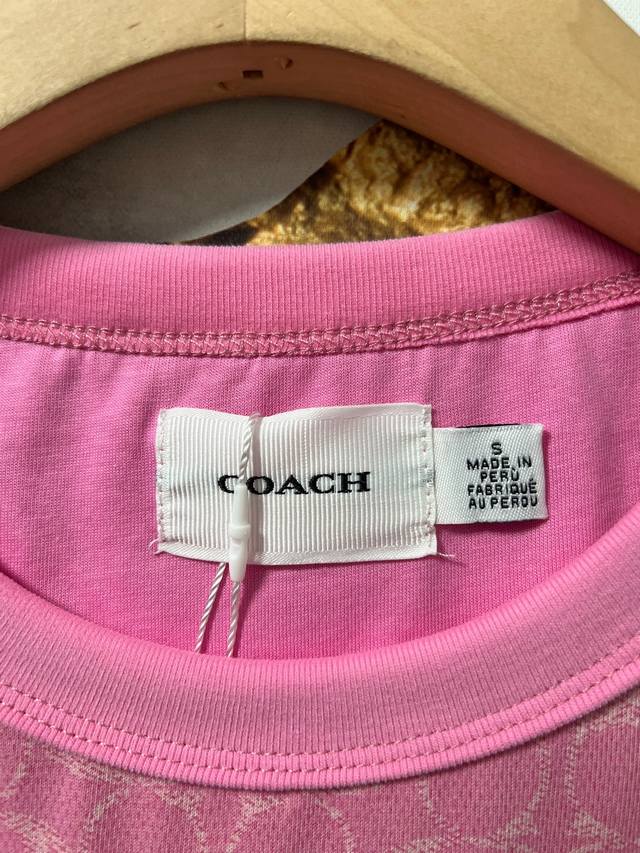 COACH
S
MADE IN
PERU
FABRIQUÉ
AU PEROU